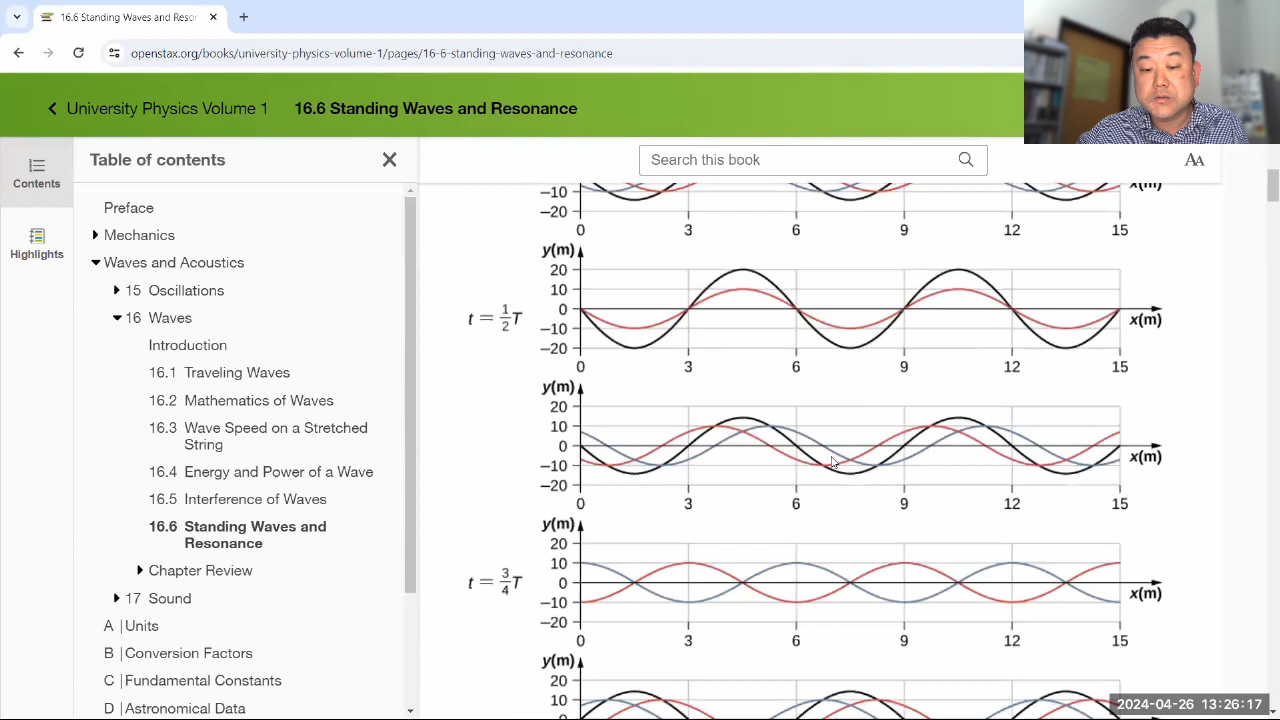 16.6 Standing Waves and Resor
openstax.org/books/university-physics-volume-1/pages/16-6-standing-waves-and-resonance
University Physics Volume 1
16.6 Standing Waves and Resonance
Contents
Highlights
Table of contents
Preface
Mechanics
Waves and Acoustics
15 Oscillations
16 Waves
Introduction
16.1 Traveling Waves
16.2 Mathematics of Waves
16.3 Wave Speed on a Stretched
String
16.4 Energy and Power of a Wave
16.5 Interference of Waves
16.6 Standing Waves and
Resonance
Chapter Review
17 Sound
A | Units
B | Conversion Factors
C | Fundamental Constants
D | Astronomical Data
Search this book
AA
−10
−20
x(m)
0 3 6 9 12 15
y(m)
20
10
0
−10
−20
t = 1/2 T
x(m)
0 3 6 9 12 15
y(m)
20
10
0
−10
−20
x(m)
0 3 6 9 12 15
y(m)
20
10
0
−10
−20
t = 3/4 T
x(m)
0 3 6 9 12 15
y(m)
20
10
0
2024-04-26 13:26:17